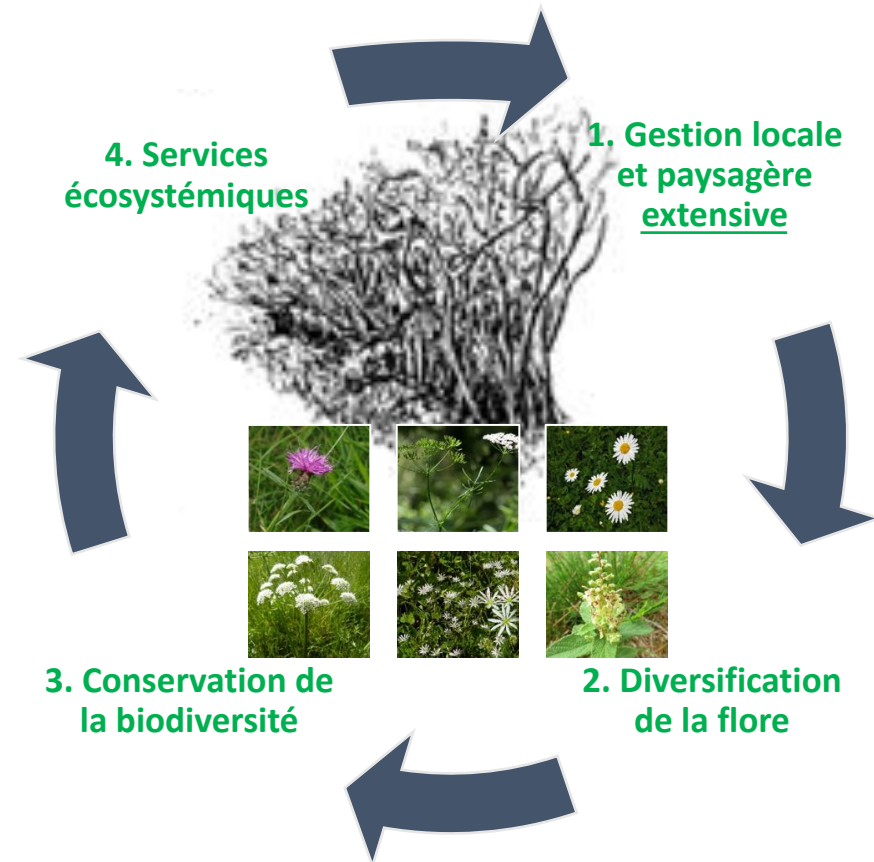 1. Gestion locale
et paysagère
extensive
2. Diversification
de la flore
3. Conservation de
la biodiversité
4. Services
écosystémiques